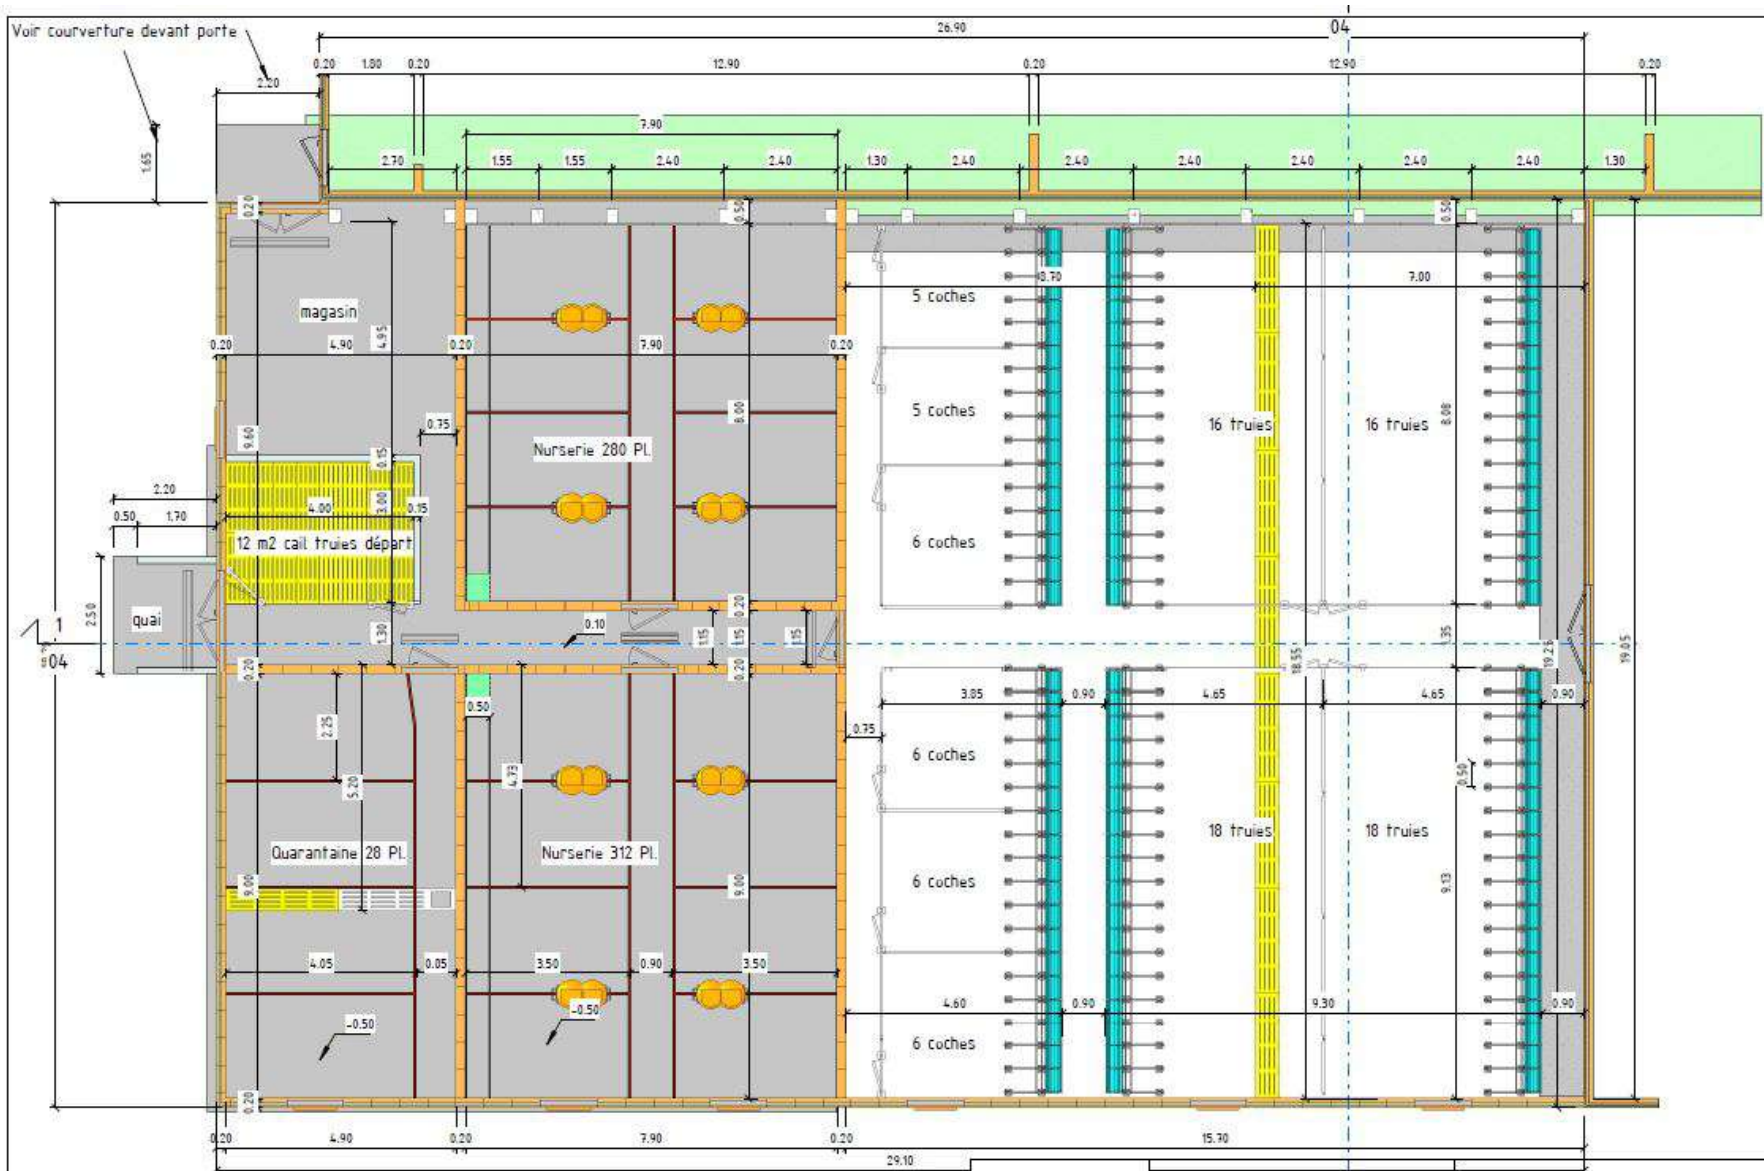 Voir courverture devant porte
26.90
04
0.20 1.80 0.20 12.90 0.20 12.90 0.20
2.20
7.90
1.65
2.70 1.55 1.55 2.40 2.40 1.30 2.40 2.40 2.40 2.40 2.40 2.40 1.30
0.20 0.50 0.50
magasin
4.95
8.70 7.00
5 coches
0.20 4.90 0.20 7.90 0.20
5 coches
8.00
16 truies 16 truies
8.08
0.75
9.60
0.15
Nurserie 280 Pl.
2.20
0.50 1.70
4.00 0.15
3.00
12 m2 cail truies départ
6 coches
2.50
quai
1
04
0.10
1.30
0.20
1.15 1.15 1.15
1.35
18.55
19.25
19.05
0.20 0.20
2.25
0.50
5.20
4.73
3.85 0.90 4.65 4.65 0.90
0.75
6 coches
0.50
Quarantaine 28 Pl.
Nurserie 312 Pl.
18 truies 18 truies
9.00
9.00
6 coches
9.13
4.05 0.05 3.50 0.90 3.50
4.60 0.90 9.30 0.90
-0.50
-0.50
6 coches
0.20
0.20 4.90 0.20 7.90 0.20 15.70
29.10